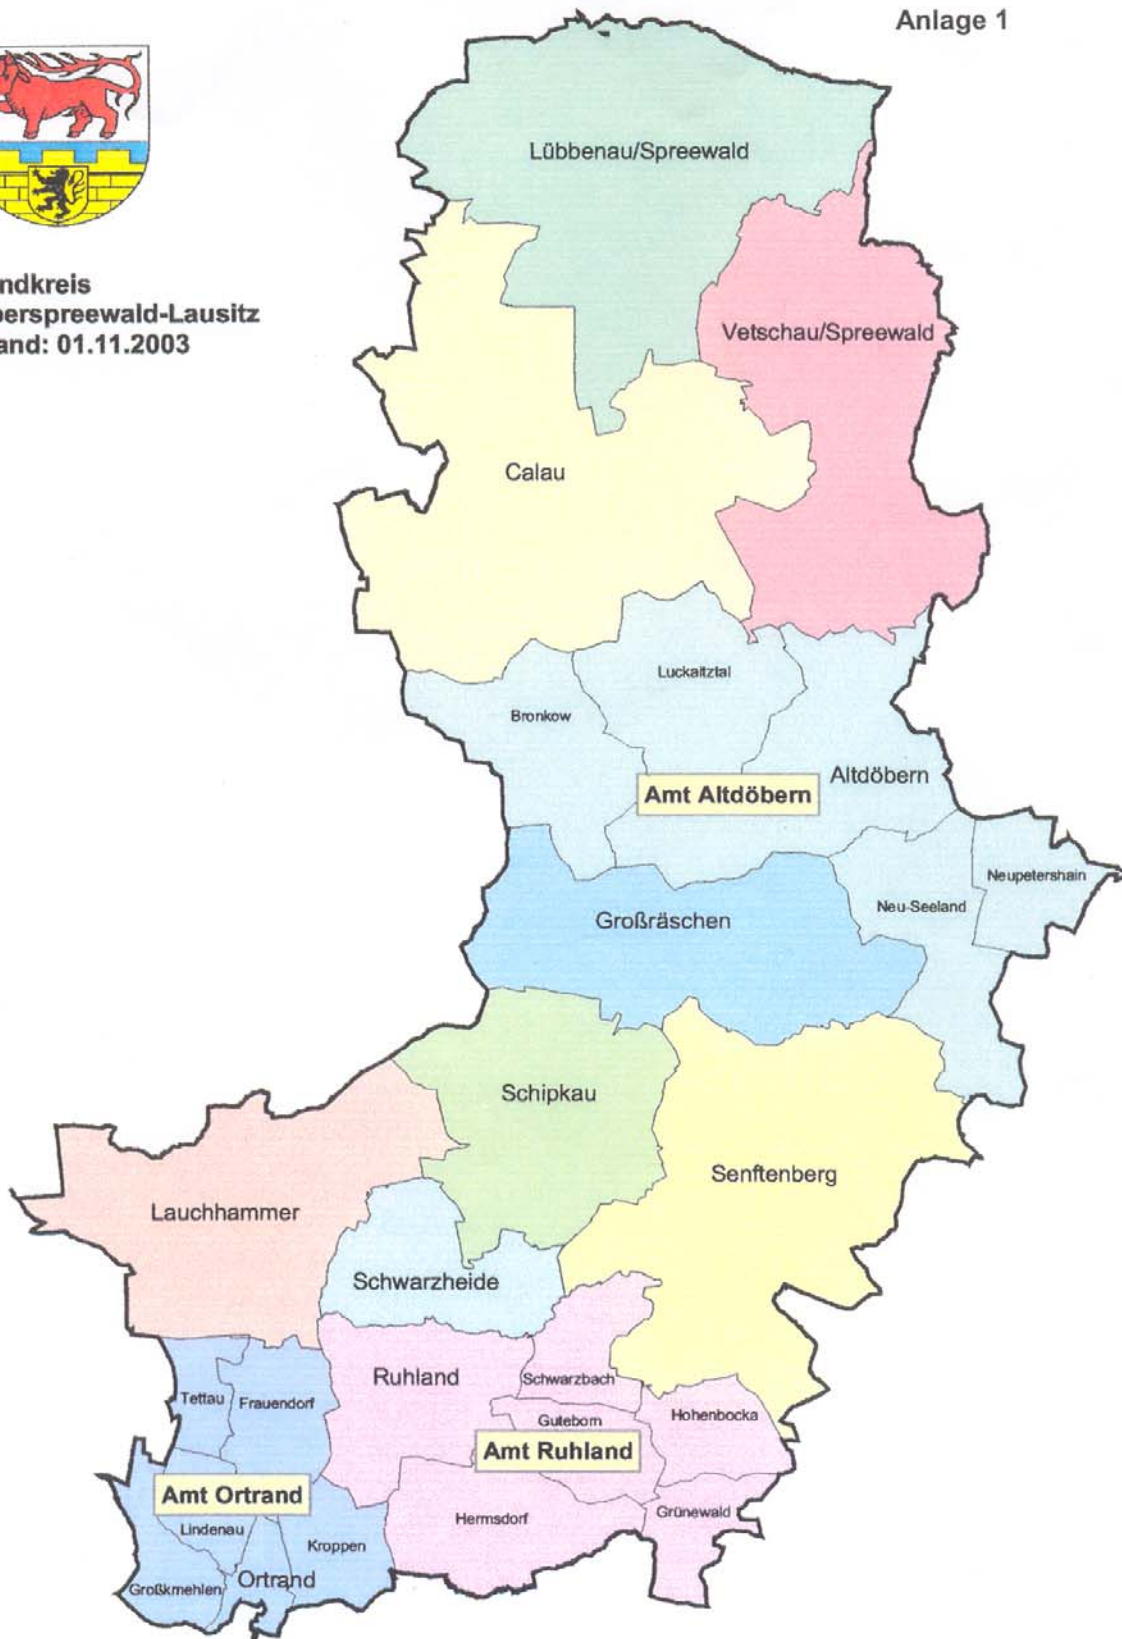 Anlage 1
ndkreis
perspreewald-Lausitz
and: 01.11.2003
Lübbenau/Spreewald
Vetschau/Spreewald
Calau
Luckaitztal
Bronkow
Altdöbern
Amt Altdöbern
Neupetershain
Neu-Seeland
Großräschen
Schipkau
Senftenberg
Lauchhammer
Schwarzheide
Ruhland
Schwarzbach
Tettau
Frauendorf
Hohenbocka
Guteborn
Amt Ruhland
Amt Ortrand
Grünewald
Hermsdorf
Lindenau
Kroppen
Ortrand
Großkmehlen